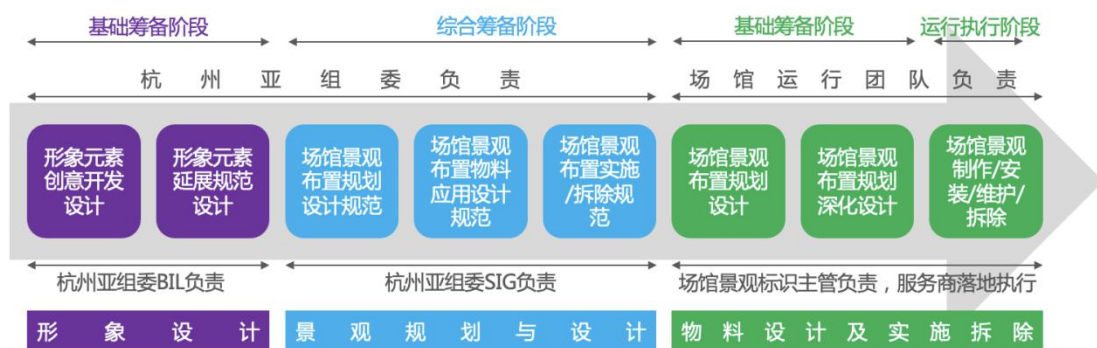 基础筹备阶段
综合筹备阶段
基础筹备阶段
运行执行阶段
杭州亚组委负责
场馆运行团队负责
形象元素
创意开发
设计
形象元素
延展规范
设计
场馆景观
布置规划
设计规范
场馆景观
布置物料
应用设计
规范
场馆景观
布置实施
/拆除规
范
场馆景观
布置规划
设计
场馆景观
布置规划
深化设计
场馆景观
制作/安
装/维护/
拆除
杭州亚组委BIL负责
杭州亚组委SIG负责
场馆景观标识主管负责，服务商落地执行
形象设计
景观规划与设计
物料设计及实施拆除